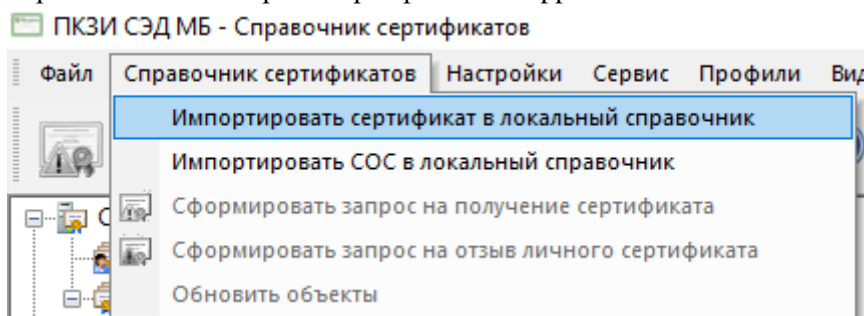 ПКЗИ СЭД МБ - Справочник сертификатов
Файл Справочник сертификатов Настройки Сервис Профили
Импортировать сертификат в локальный справочник
Импортировать СОС в локальный справочник
Сформировать запрос на получение сертификата
Сформировать запрос на отзыв личного сертификата
Обновить объекты